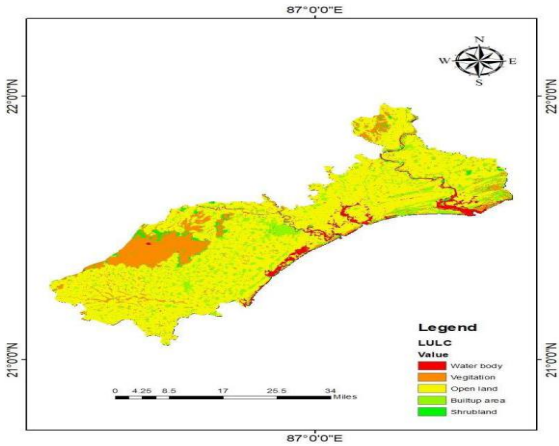 87°0'0"E
N
W E
S
22°0'0"N 22°0'0"N
21°0'0"N 21°0'0"N
Legend
LULC
Value
Water body
Vegitation
Open land
Builtup area
Shrubland
0 4.25 8.5 17 25.5 34
Miles
87°0'0"E